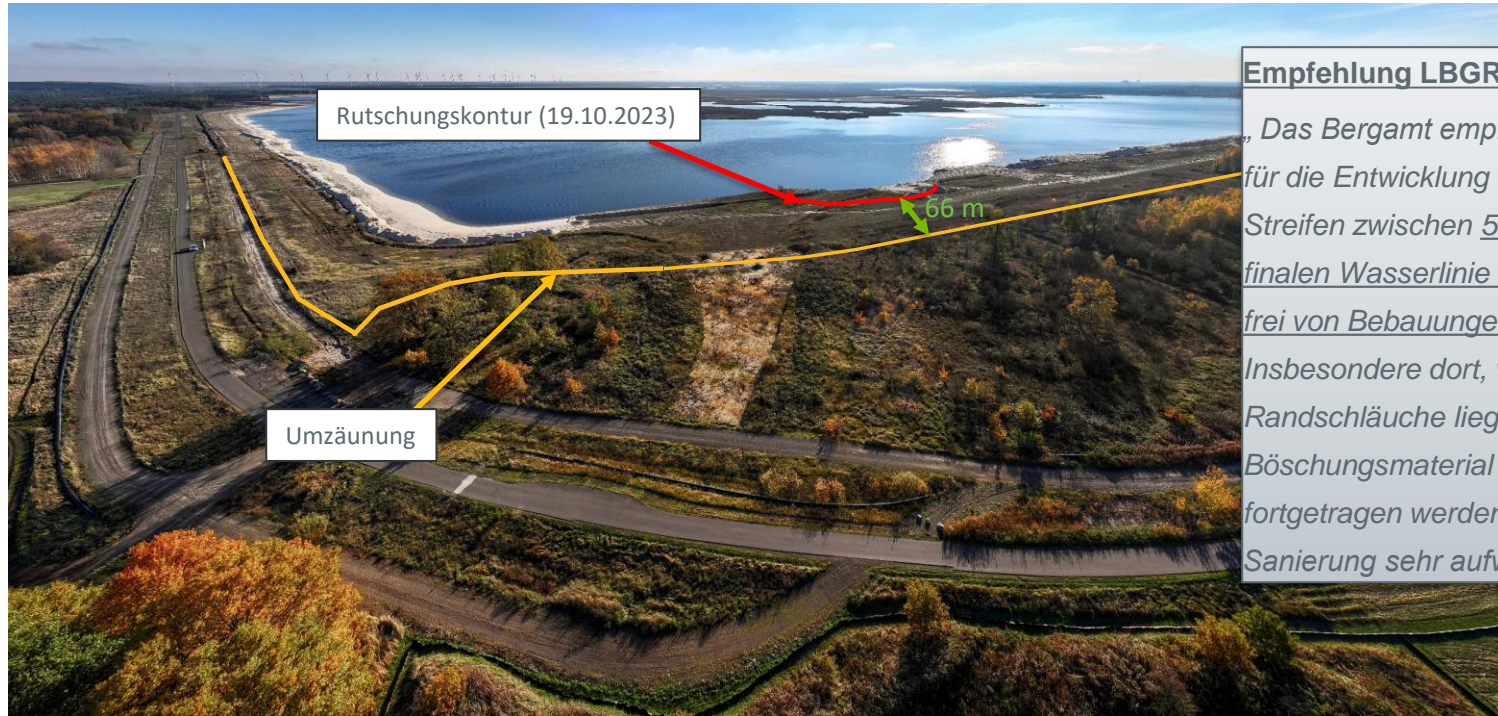 Rutschungskontur (19.10.2023)
66 m
Umzäunung
Empfehlung LBGR
„ Das Bergamt emp
für die Entwicklung
Streifen zwischen 5
finalen Wasserlinie
frei von Bebauunge
Insbesondere dort,
Randschläuche lieg
Böschungsmaterial
fortgetragen werden
Sanierung sehr aufw